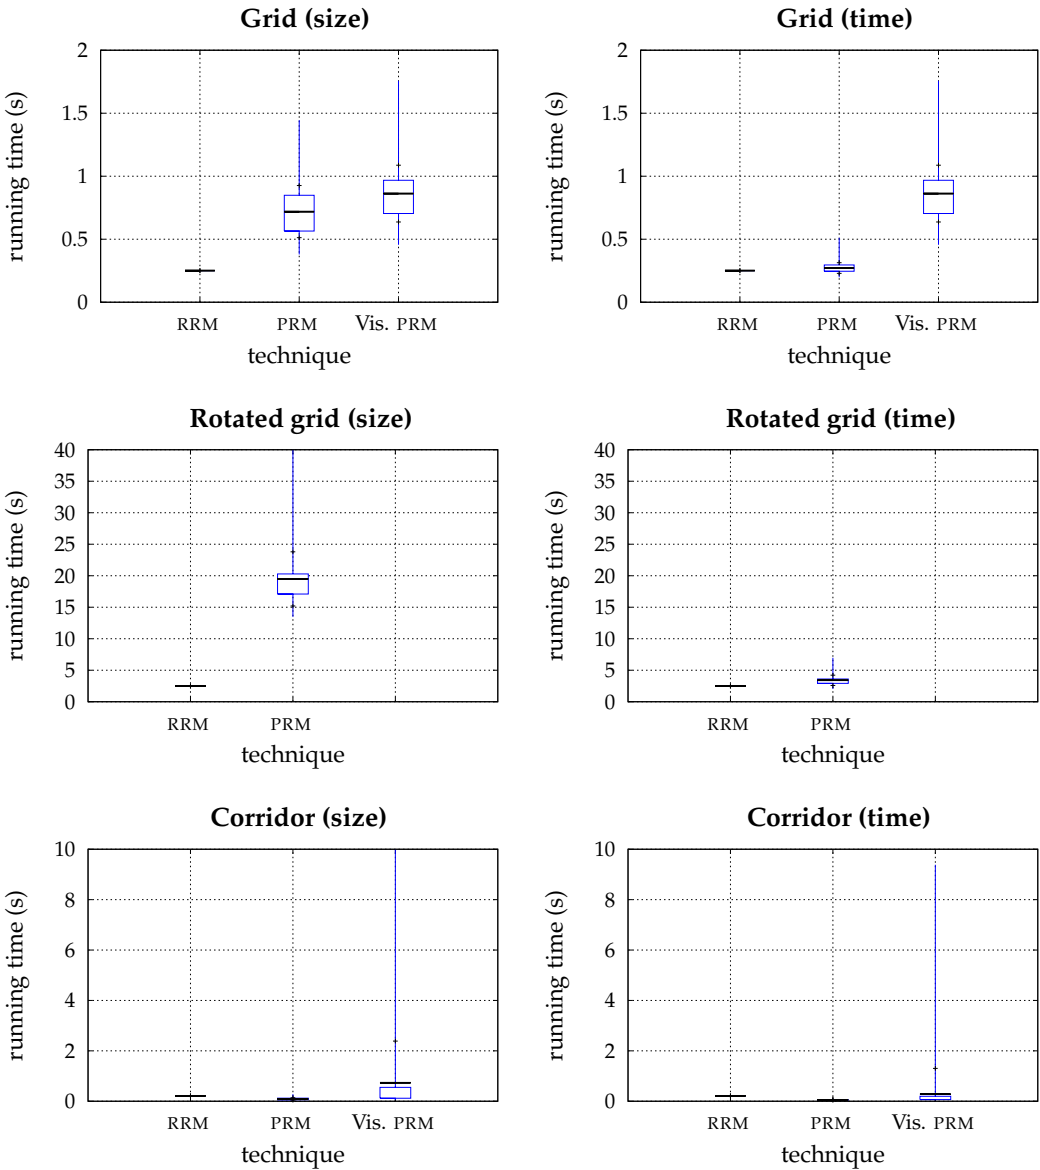 Grid (size)
running time (s)
2
1.5
1
0.5
0
RRM PRM Vis. PRM
technique
Grid (time)
running time (s)
2
1.5
1
0.5
0
RRM PRM Vis. PRM
technique
Rotated grid (size)
running time (s)
40
35
30
25
20
15
10
5
0
RRM PRM
technique
Rotated grid (time)
running time (s)
40
35
30
25
20
15
10
5
0
RRM PRM
technique
Corridor (size)
running time (s)
10
8
6
4
2
0
RRM PRM Vis. PRM
technique
Corridor (time)
running time (s)
10
8
6
4
2
0
RRM PRM Vis. PRM
technique